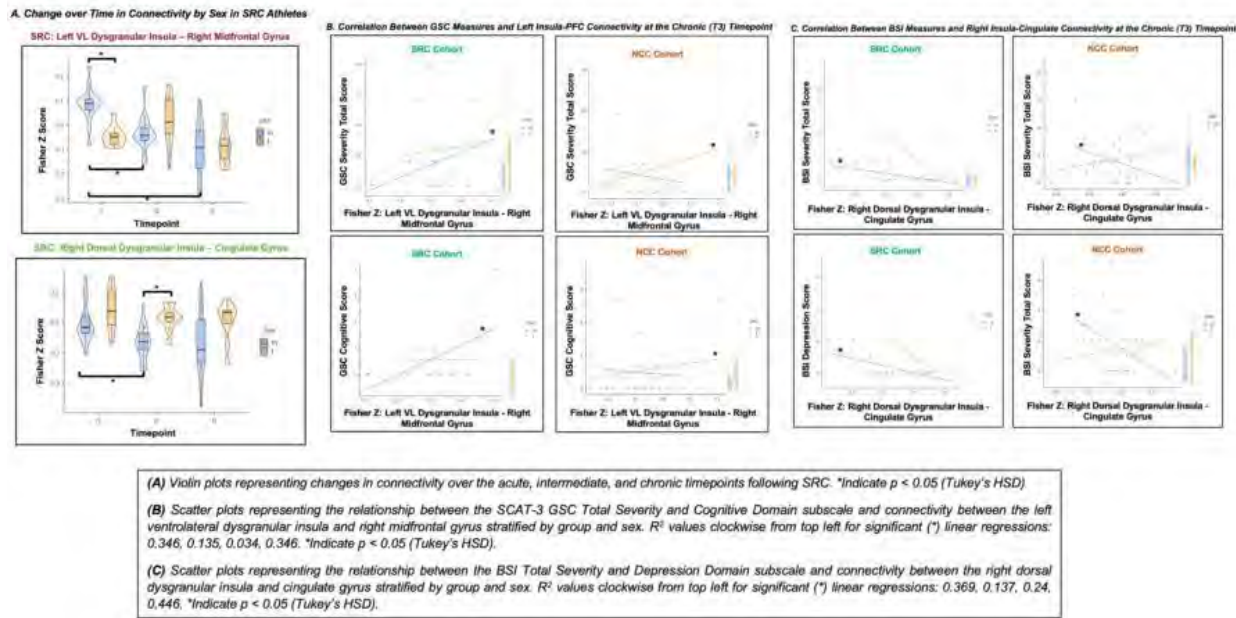 A. Change over Time in Connectivity by Sex in SRC Athletes
SRC: Left VL Dysgranular Insula – Right Midfrontal Gyrus
Fisher Z Score
Timepoint
SRC: Right Dorsal Dysgranular Insula – Cingulate Gyrus
Fisher Z Score
Timepoint
B. Correlation Between GSC Measures and Left Insula-PFC Connectivity at the Chronic (T3) Timepoint
SRC Cohort
GSC Severity Total Score
Fisher Z: Left VL Dysgranular Insula - Right
Midfrontal Gyrus
NCC Cohort
GSC Severity Total Score
Fisher Z: Left VL Dysgranular Insula - Right
Midfrontal Gyrus
SRC Cohort
GSC Cognitive Score
Fisher Z: Left VL Dysgranular Insula - Right
Midfrontal Gyrus
NCC Cohort
GSC Cognitive Score
Fisher Z: Left VL Dysgranular Insula - Right
Midfrontal Gyrus
C. Correlation Between BSI Measures and Right Insula-Cingulate Connectivity at the Chronic (T3) Timepoint
SRC Cohort
BSI Severity Total Score
Fisher Z: Right Dorsal Dysgranular Insula -
Cingulate Gyrus
NCC Cohort
BSI Severity Total Score
Fisher Z: Right Dorsal Dysgranular Insula -
Cingulate Gyrus
SRC Cohort
BSI Depression Score
Fisher Z: Right Dorsal Dysgranular Insula -
Cingulate Gyrus
NCC Cohort
BSI Severity Total Score
Fisher Z: Right Dorsal Dysgranular Insula -
Cingulate Gyrus
(A) Violin plots representing changes in connectivity over the acute, intermediate, and chronic timepoints following SRC. *Indicate p < 0.05 (Tukey's HSD)
(B) Scatter plots representing the relationship between the SCAT-3 GSC Total Severity and Cognitive Domain subscale and connectivity between the left
ventrolateral dysgranular insula and right midfrontal gyrus stratified by group and sex. R² values clockwise from top left for significant (*) linear regressions:
0.346, 0.135, 0.034, 0.346. *Indicate p < 0.05 (Tukey's HSD).
(C) Scatter plots representing the relationship between the BSI Total Severity and Depression Domain subscale and connectivity between the right dorsal
dysgranular insula and cingulate gyrus stratified by group and sex. R² values clockwise from top left for significant (*) linear regressions: 0.369, 0.137, 0.24,
0.446. *Indicate p < 0.05 (Tukey's HSD).